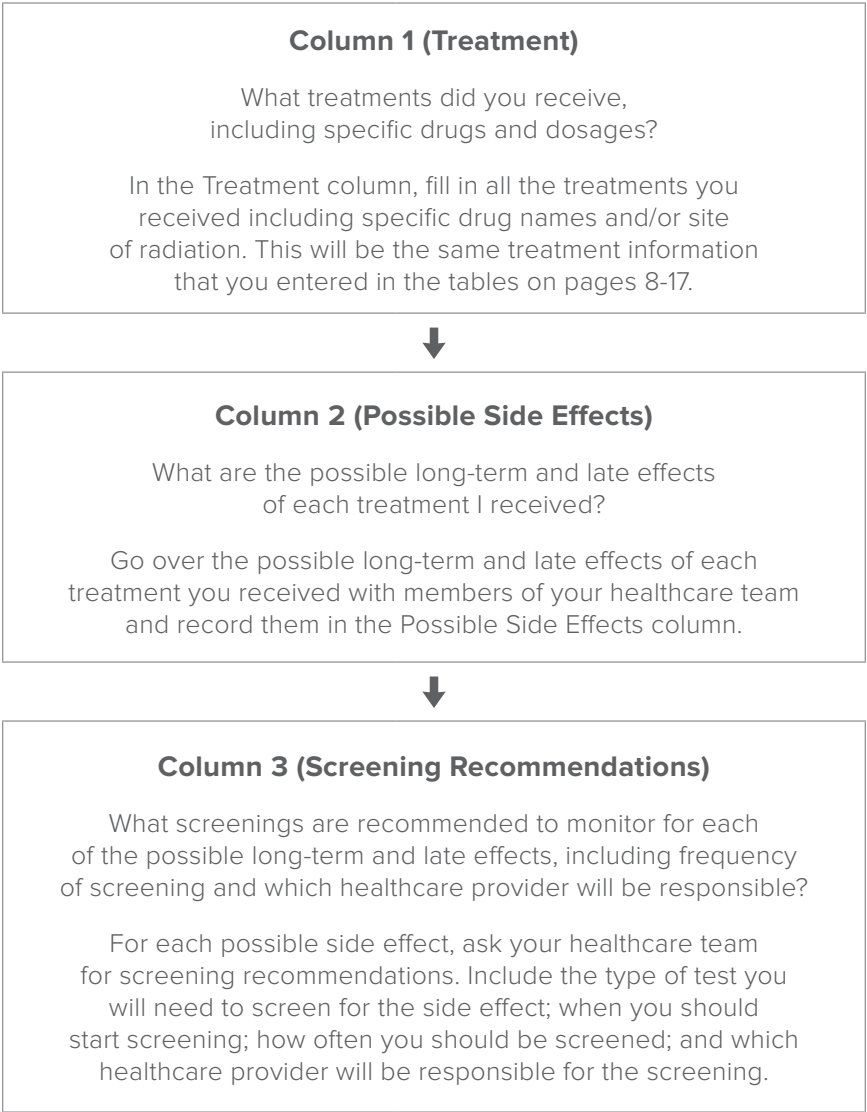 Column 1 (Treatment)
What treatments did you receive,
including specific drugs and dosages?
In the Treatment column, fill in all the treatments you
received including specific drug names and/or site
of radiation. This will be the same treatment information
that you entered in the tables on pages 8-17.
Column 2 (Possible Side Effects)
What are the possible long-term and late effects
of each treatment I received?
Go over the possible long-term and late effects of each
treatment you received with members of your healthcare team
and record them in the Possible Side Effects column.
Column 3 (Screening Recommendations)
What screenings are recommended to monitor for each
of the possible long-term and late effects, including frequency
of screening and which healthcare provider will be responsible?
For each possible side effect, ask your healthcare team
for screening recommendations. Include the type of test you
will need to screen for the side effect; when you should
start screening; how often you should be screened; and which
healthcare provider will be responsible for the screening.